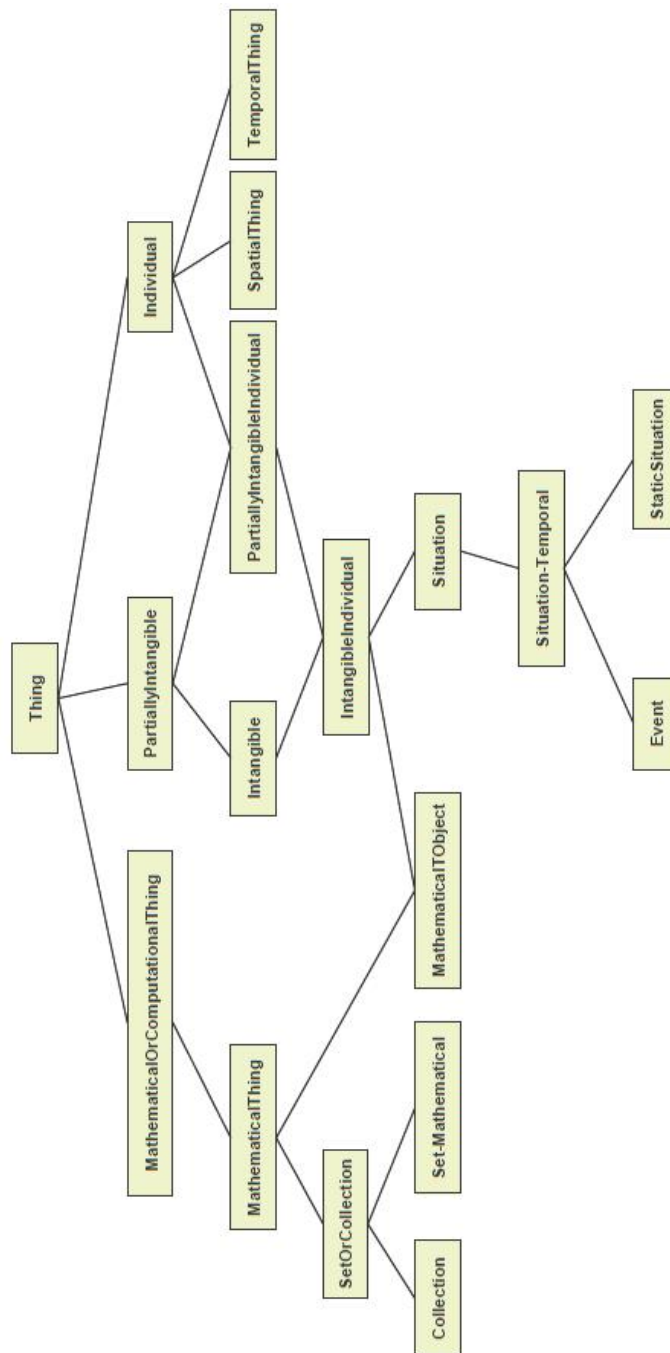 Thing
MathematicalOrComputationalThing
PartiallyIntangible
Individual
MathematicalThing
Intangible
PartiallyIntangibleIndividual
SpatialThing
TemporalThing
SetOrCollection
IntangibleIndividual
Collection
Set-Mathematical
MathematicalTObject
Situation
Situation-Temporal
Event
StaticSituation